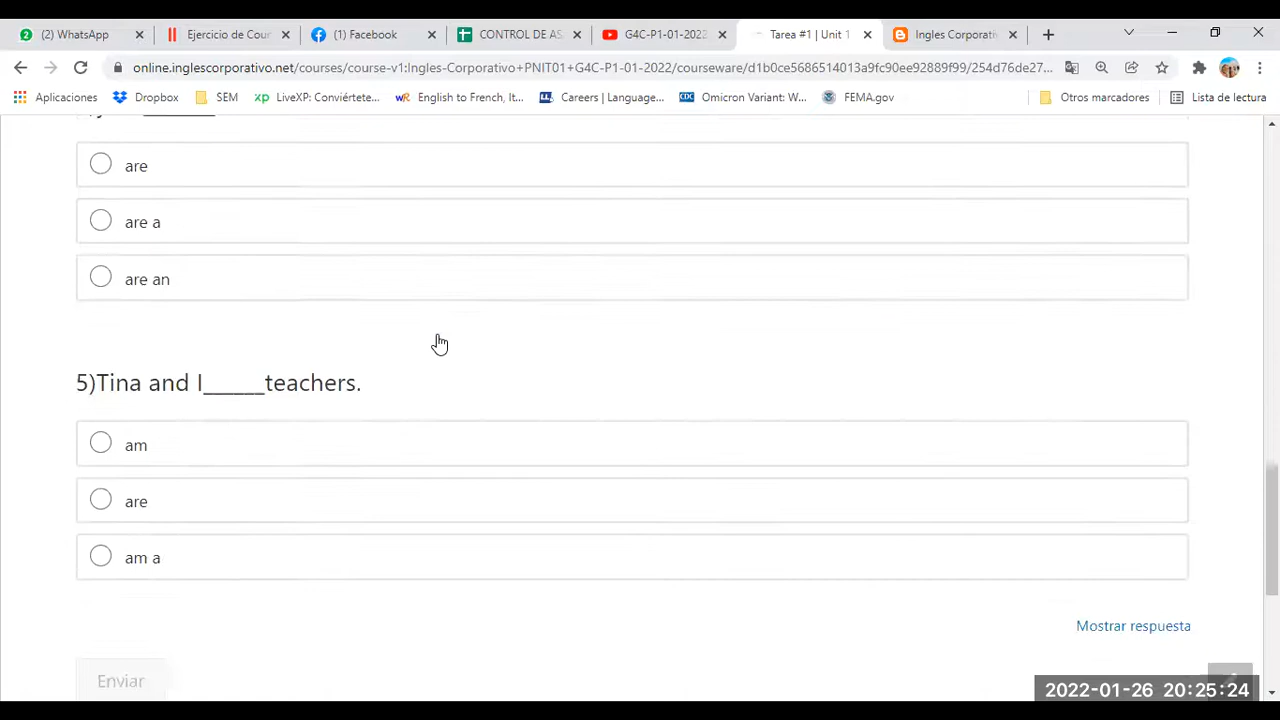 (2) WhatsApp
Ejercicio de Cour
(1) Facebook
CONTROL DE AS
G4C-P1-01-2022
Tarea #1 | Unit 1
Ingles Corporati
online.inglescorporativo.net/courses/course-v1:Ingles-Corporativo+PNIT01+G4C-P1-01-2022/courseware/d1b0ce5686514013a9fc90ee92889f99/254d76de27...
Aplicaciones
Dropbox
SEM
LiveXP: Conviértete...
English to French, It...
Careers | Language...
Omicron Variant: W...
FEMA.gov
Otros marcadores
Lista de lectura
are
are a
are an
5)Tina and I______teachers.
am
are
am a
Mostrar respuesta
Enviar
2022-01-26 20:25:24